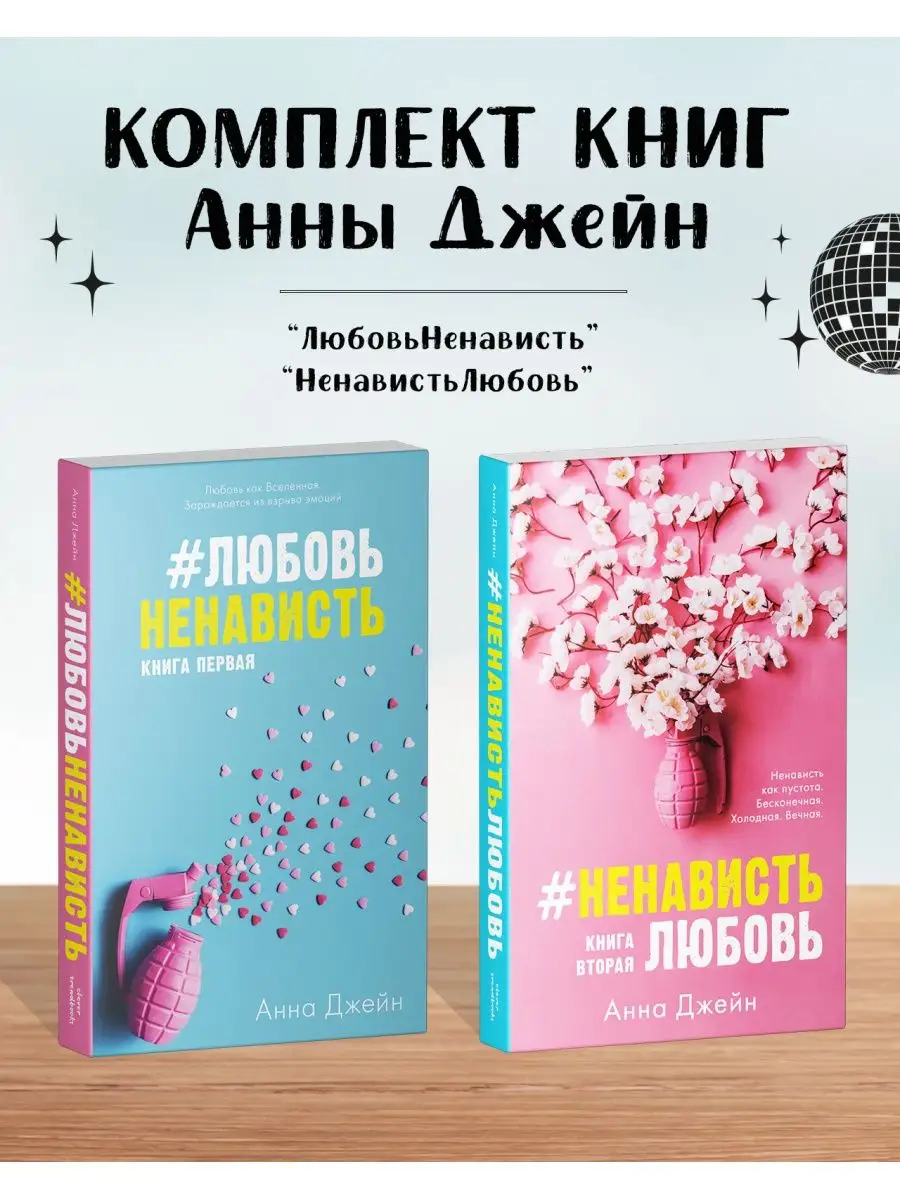 КОМПЛЕКТ КНИГ
Анны Джейн
“ЛюбовьНенависть”
“НенавистьЛюбовь”
Анна Джейн
#ЛЮБОВЬНЕНАВИСТЬ
Любовь как Вселенная.
Зарождается из взрыва эмоций
#ЛЮБОВЬ
НЕНАВИСТЬ
КНИГА ПЕРВАЯ
Анна Джейн
Анна Джейн
#НЕНАВИСТЬЛЮБОВЬ
Ненависть
как пустота.
Бесконечная.
Холодная. Вечная.
#НЕНАВИСТЬ
КНИГА
ВТОРАЯ ЛЮБОВЬ
Анна Джейн